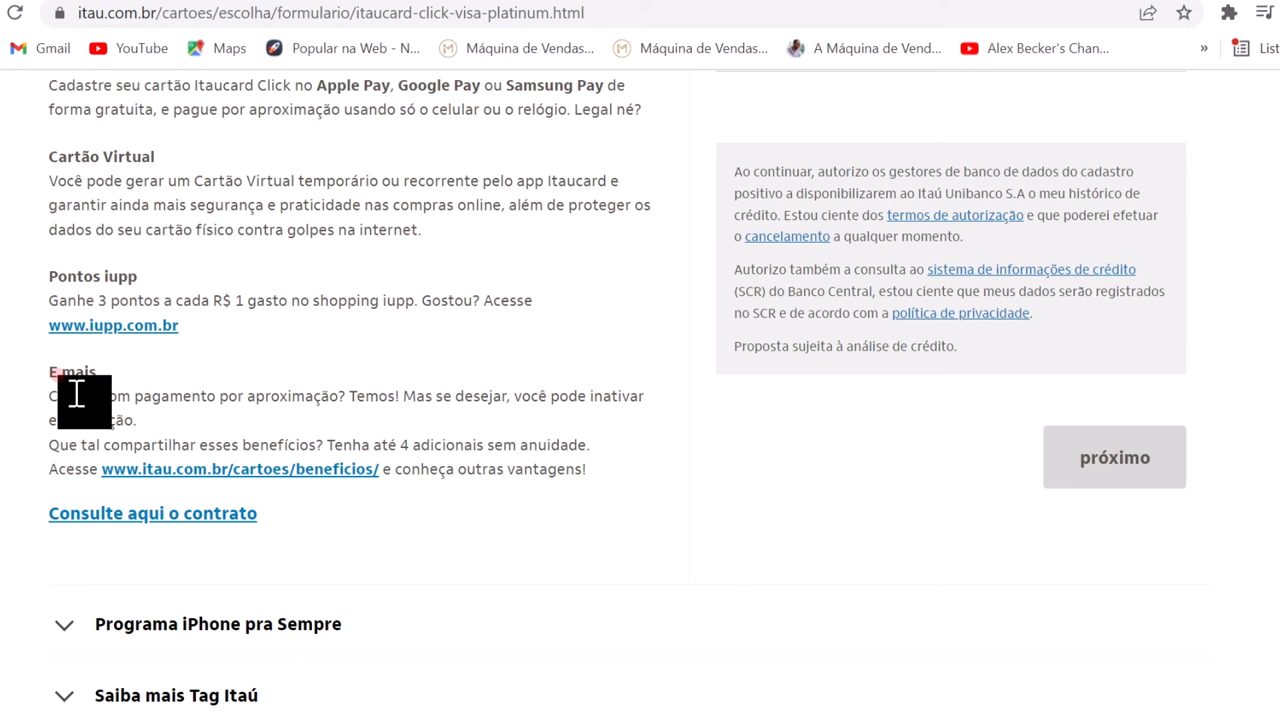 itau.com.br/cartoes/escolha/formulario/itaucard-click-visa-platinum.html
Gmail YouTube Maps Popular na Web - N... Máquina de Vendas... Máquina de Vendas... A Máquina de Vend... Alex Becker's Chan... » List
Cadastre seu cartão Itaucard Click no Apple Pay, Google Pay ou Samsung Pay de
forma gratuita, e pague por aproximação usando só o celular ou o relógio. Legal né?
Cartão Virtual
Você pode gerar um Cartão Virtual temporário ou recorrente pelo app Itaucard e
garantir ainda mais segurança e praticidade nas compras online, além de proteger os
dados do seu cartão físico contra golpes na internet.
Pontos iupp
Ganhe 3 pontos a cada R$ 1 gasto no shopping iupp. Gostou? Acesse
www.iupp.com.br
E mais
pagamento por aproximação? Temos! Mas se desejar, você pode inativar
Que tal compartilhar esses benefícios? Tenha até 4 adicionais sem anuidade.
Acesse www.itau.com.br/cartoes/beneficios/ e conheça outras vantagens!
Consulte aqui o contrato
Ao continuar, autorizo os gestores de banco de dados do cadastro
positivo a disponibilizarem ao Itaú Unibanco S.A o meu histórico de
crédito. Estou ciente dos termos de autorização e que poderei efetuar
o cancelamento a qualquer momento.
Autorizo também a consulta ao sistema de informações de crédito
(SCR) do Banco Central, estou ciente que meus dados serão registrados
no SCR e de acordo com a política de privacidade.
Proposta sujeita à análise de crédito.
próximo
Programa iPhone pra Sempre
Saiba mais Tag Itaú